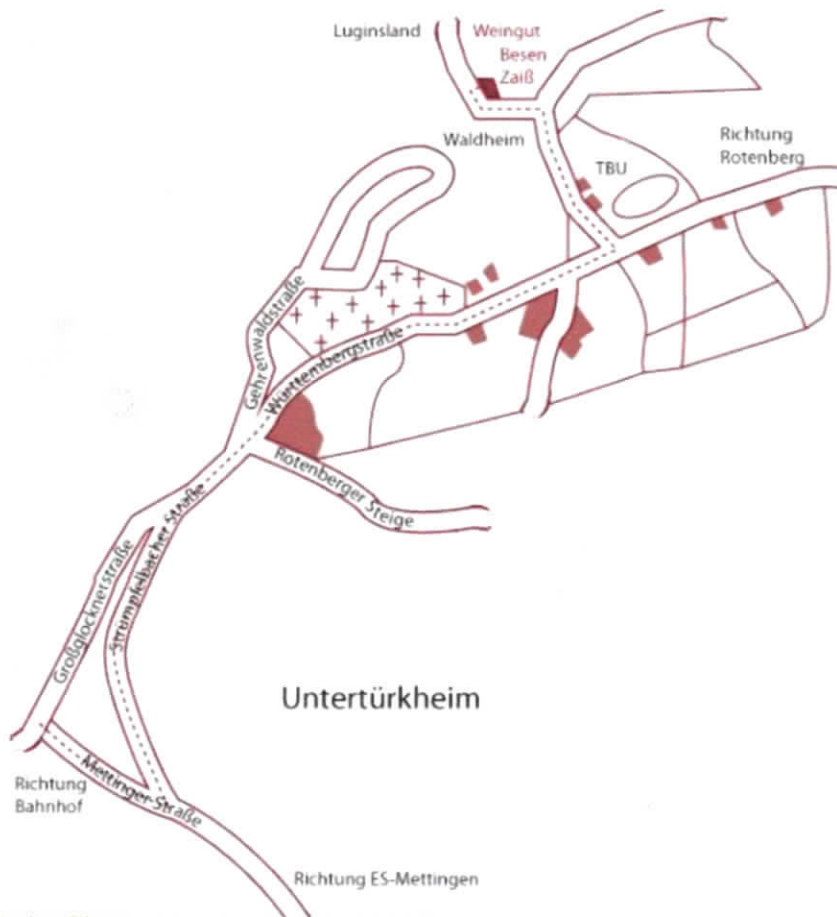 Luginsland
Weingut
Besen
Zaiß
Waldheim
Richtung
Rotenberg
TBU
Gehrenwaldstraße
Württembergstraße
Rotenberger Steige
Strümpfelbacher Straße
Großglocknerstraße
Untertürkheim
Mettinger-Straße
Richtung
Bahnhof
Richtung ES-Mettingen